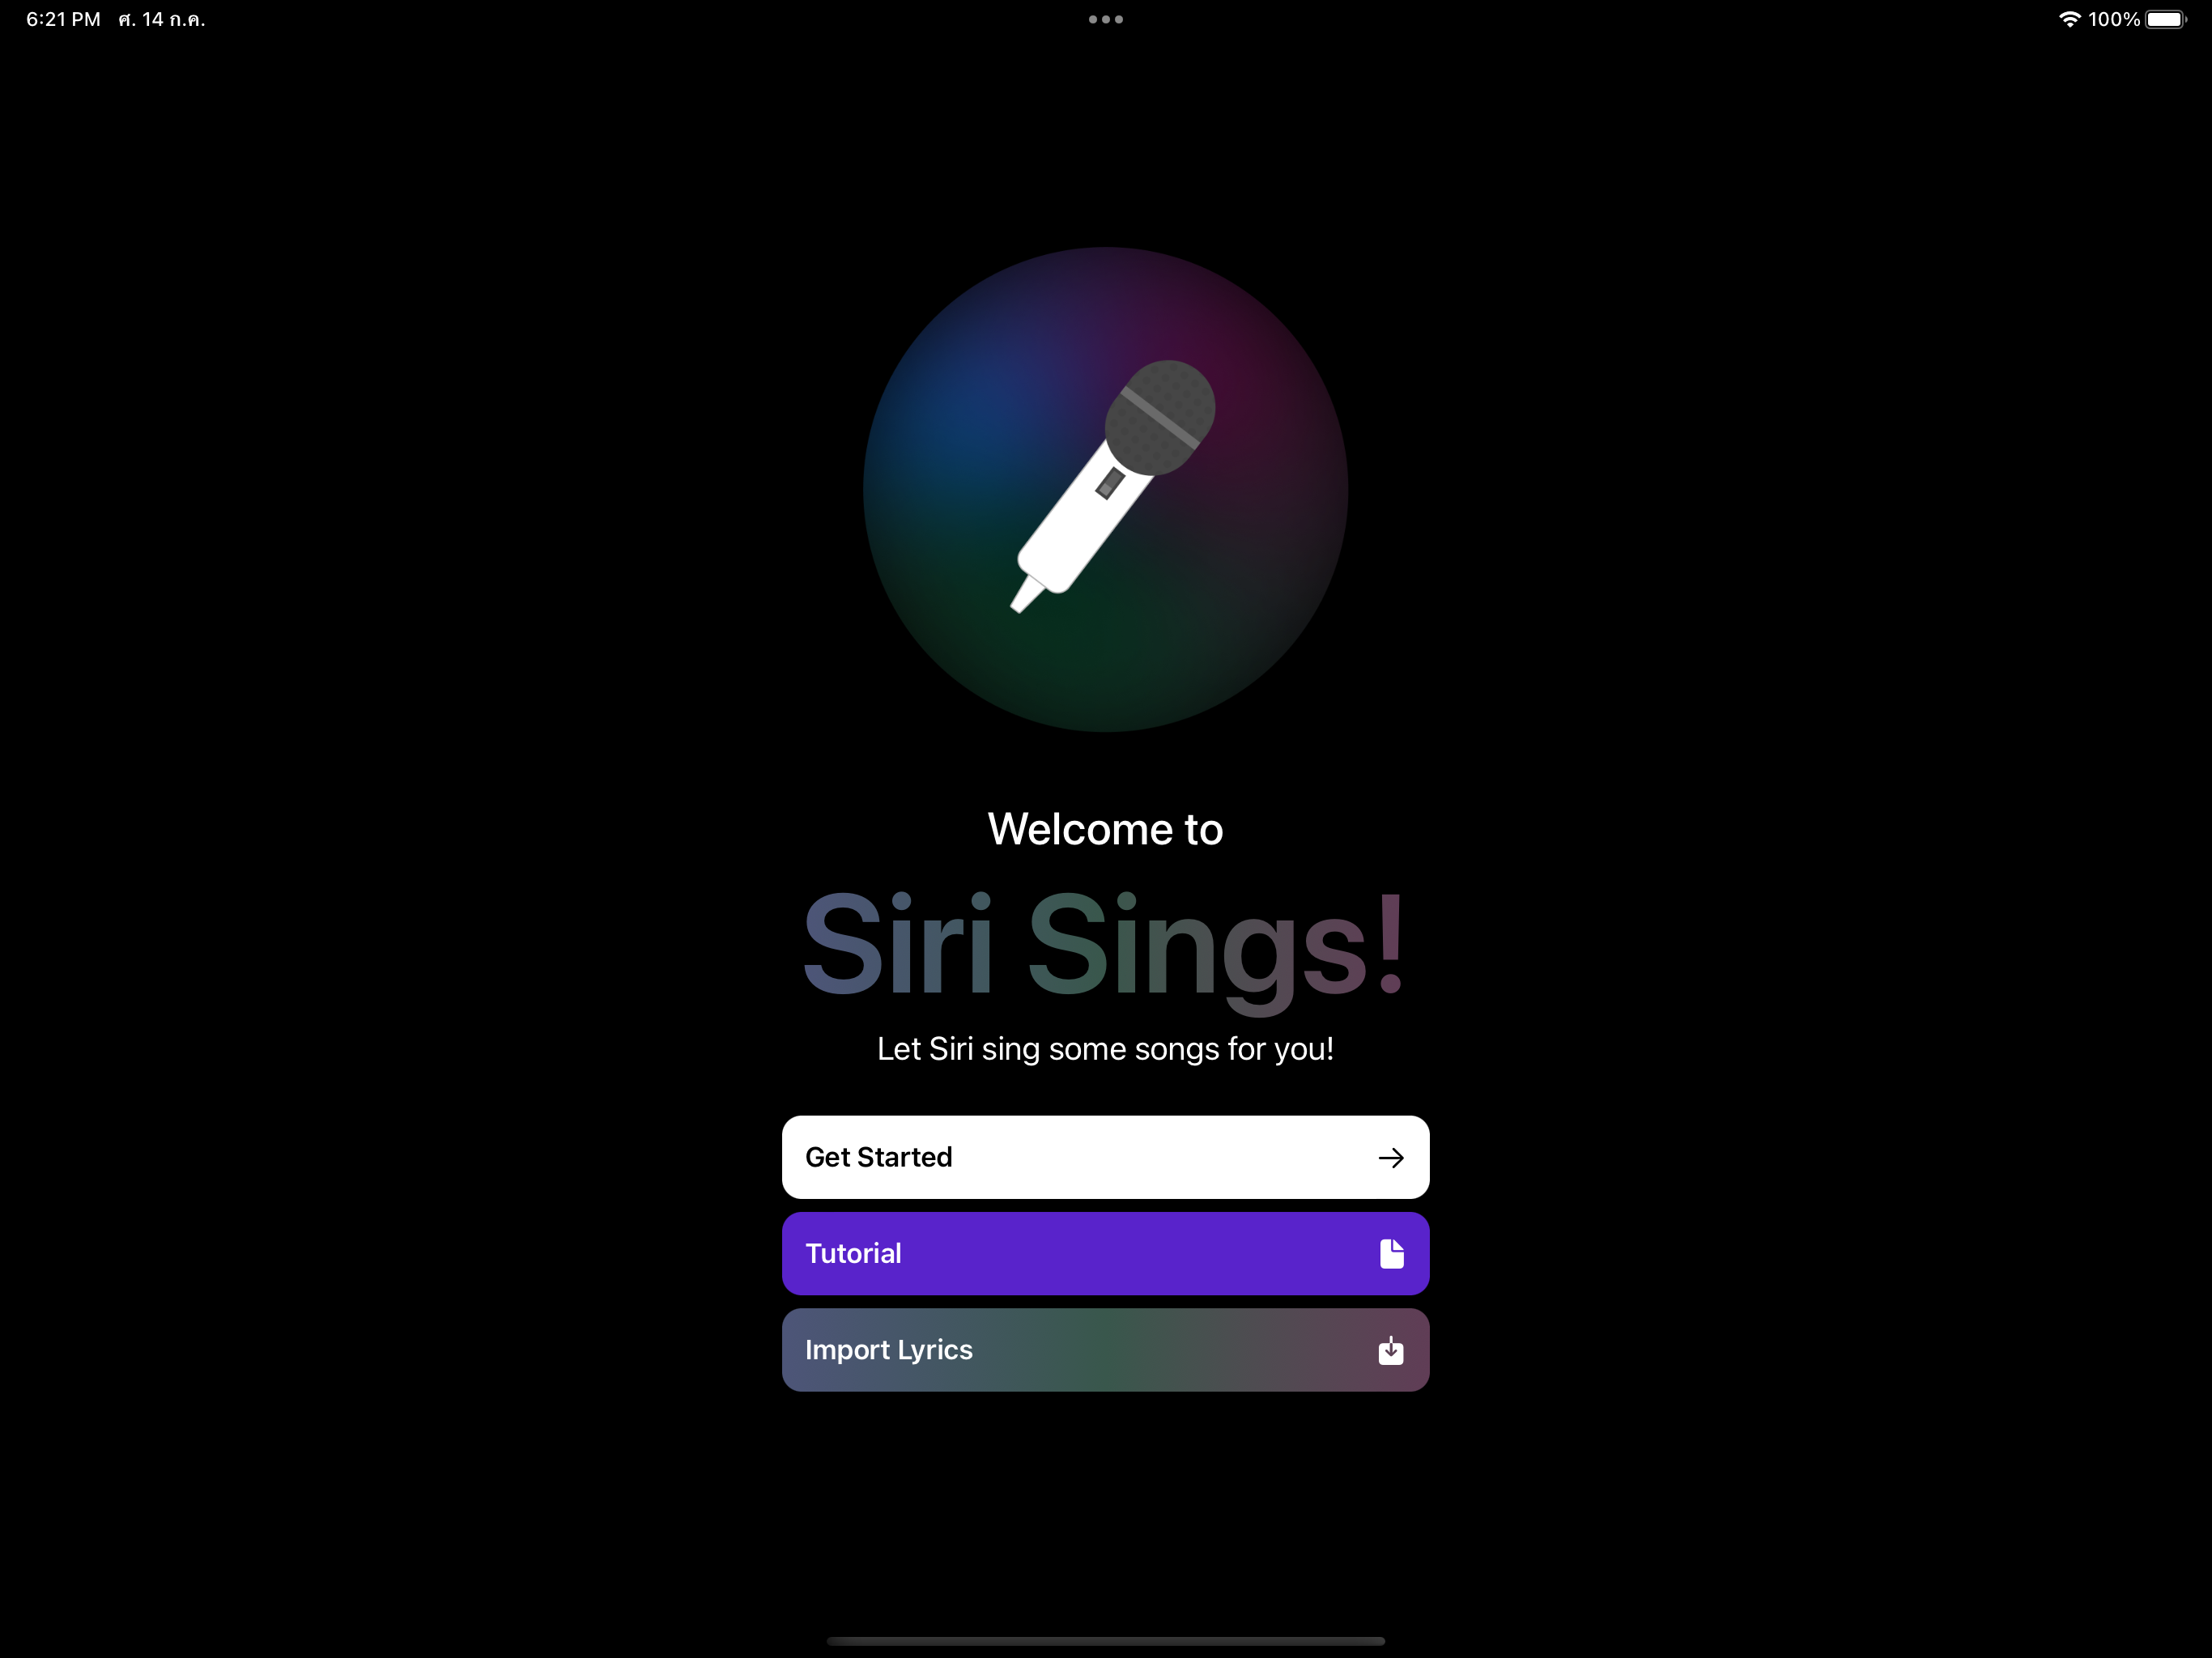 6:21 PM ศ. 14 ก.ค. 100%
Welcome to
Siri Sings!
Let Siri sing some songs for you!
Get Started
Tutorial
Import Lyrics